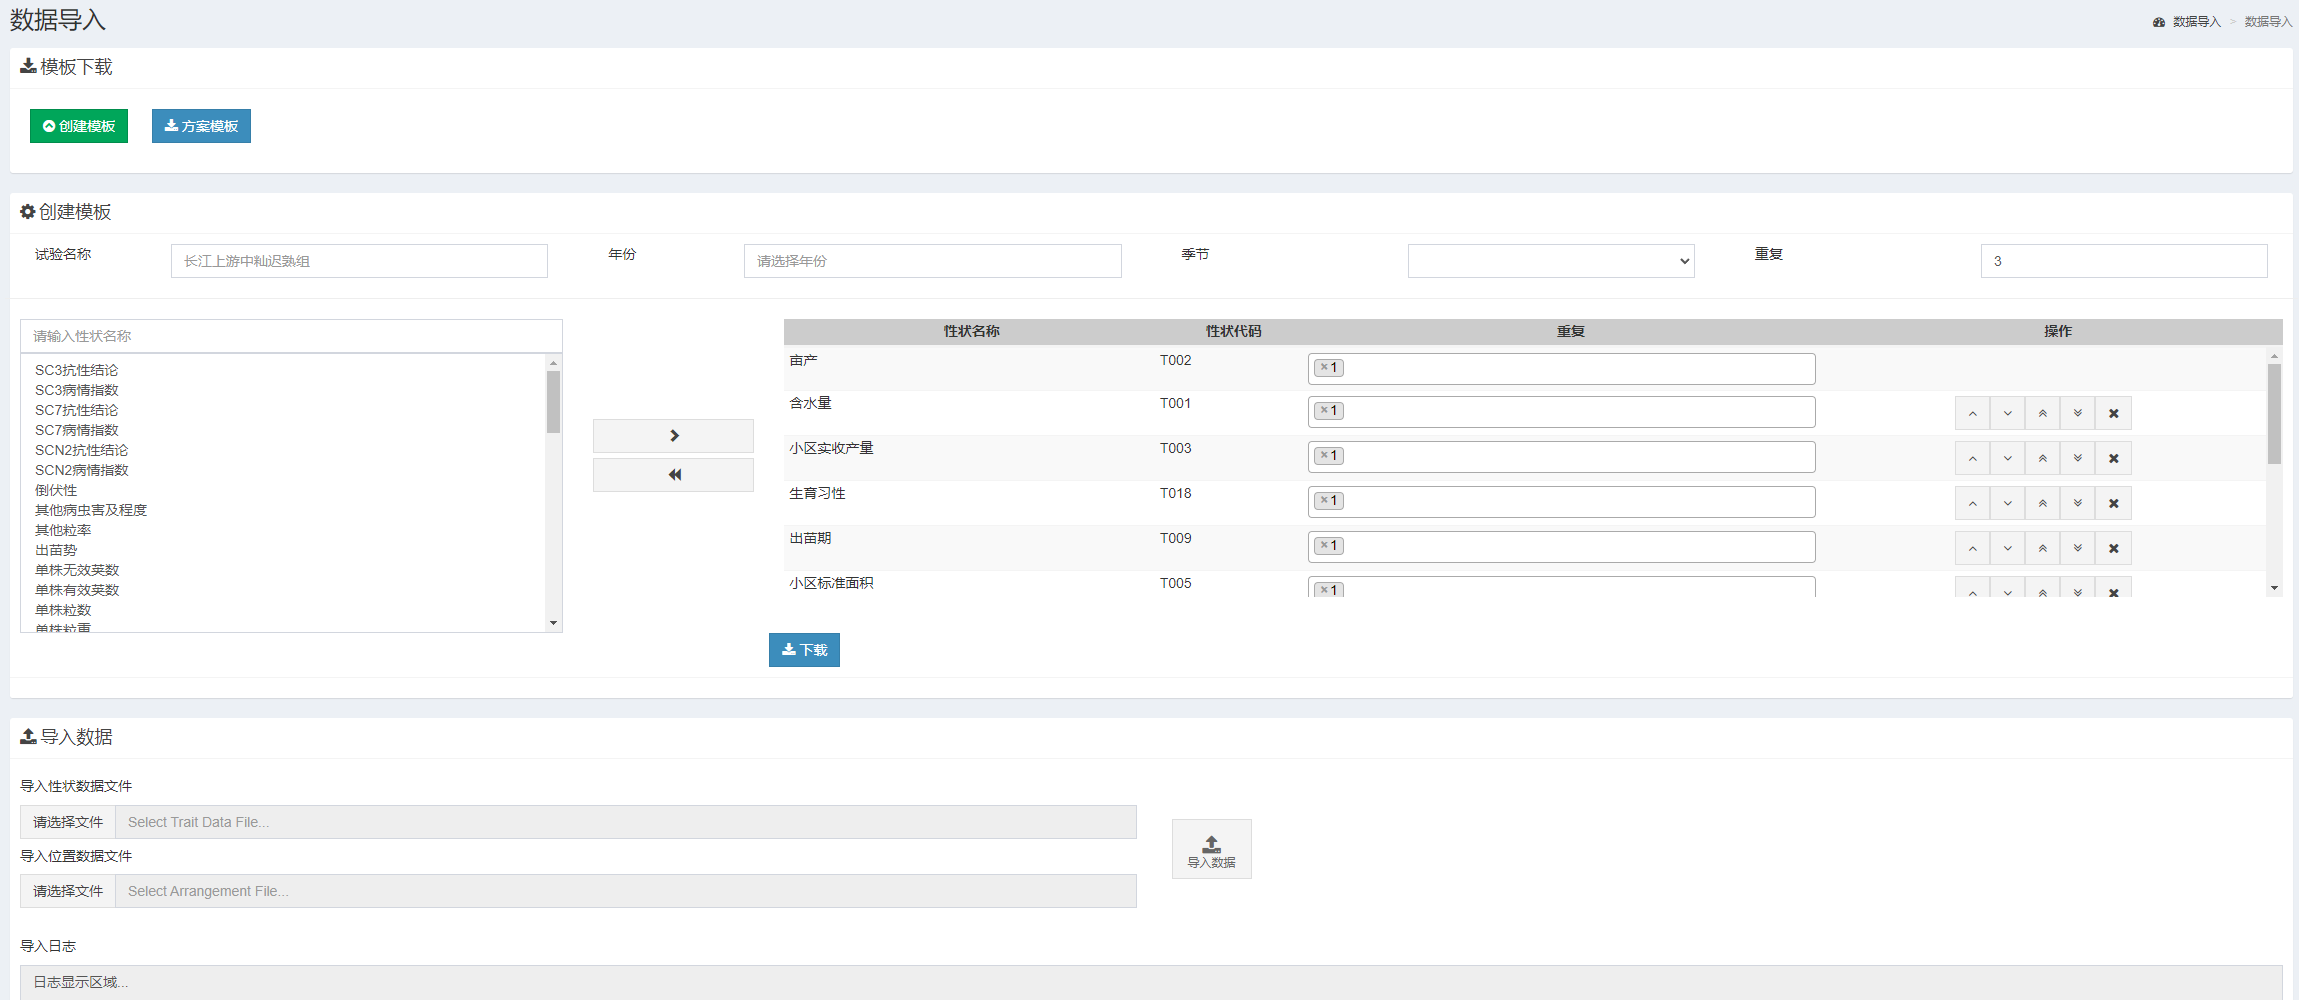 数据导入
数据导入 > 数据导入
模板下载
创建模板
方案模板
创建模板
试验名称
长江上游中籼迟熟组
年份
请选择年份
季节
重复
3
请输入性状名称
SC3抗性结论
SC3病情指数
SC7抗性结论
SC7病情指数
SCN2抗性结论
SCN2病情指数
倒伏性
其他病虫害及程度
其他粒率
出苗势
单株无效荚数
单株有效荚数
单株粒数
单株粒重
性状名称 性状代码 重复 操作
亩产 T002 ×1
含水量 T001 ×1
小区实收产量 T003 ×1
生育习性 T018 ×1
出苗期 T009 ×1
小区标准面积 T005 ×1
下载
导入数据
导入性状数据文件
请选择文件 Select Trait Data File...
导入位置数据文件
请选择文件 Select Arrangement File...
导入数据
导入日志
日志显示区域...